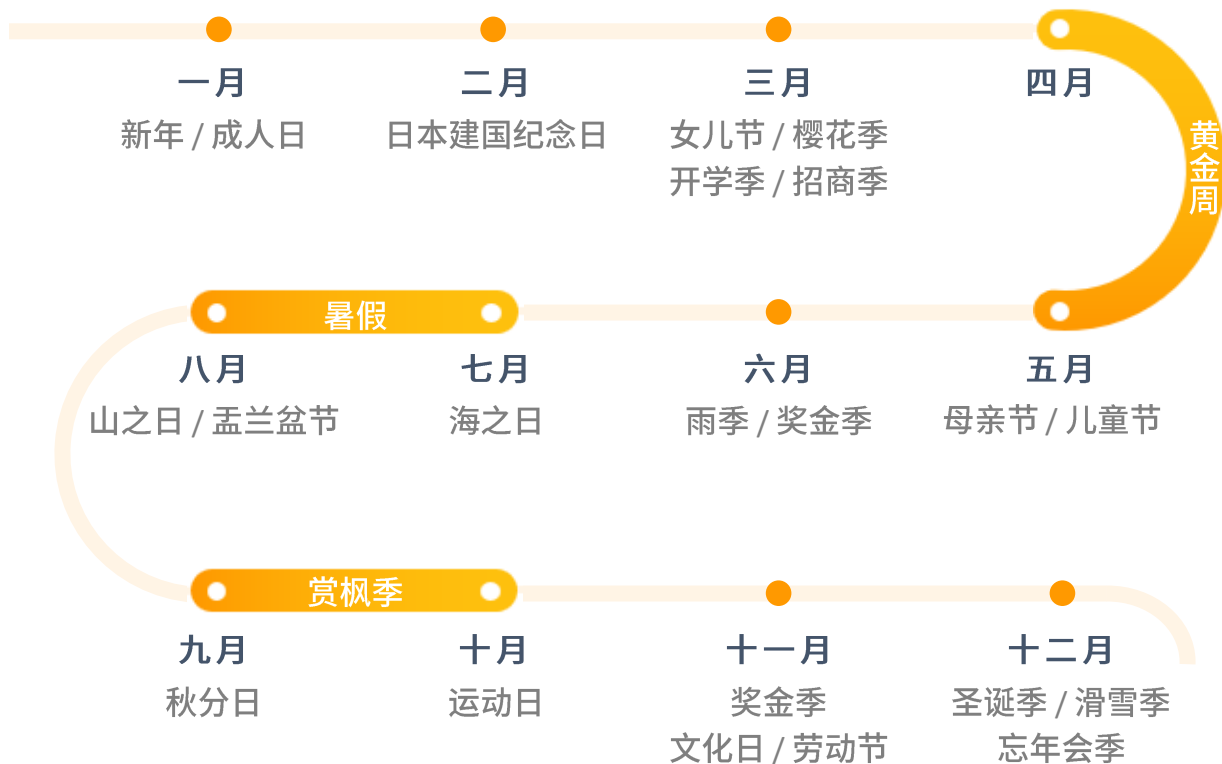 一月
新年 / 成人日
二月
日本建国纪念日
三月
女儿节 / 樱花季
开学季 / 招商季
四月
黄金周
五月
母亲节 / 儿童节
六月
雨季 / 奖金季
暑假
七月
海之日
八月
山之日 / 盂兰盆节
赏枫季
九月
秋分日
十月
运动日
十一月
奖金季
文化日 / 劳动节
十二月
圣诞季 / 滑雪季
忘年会季